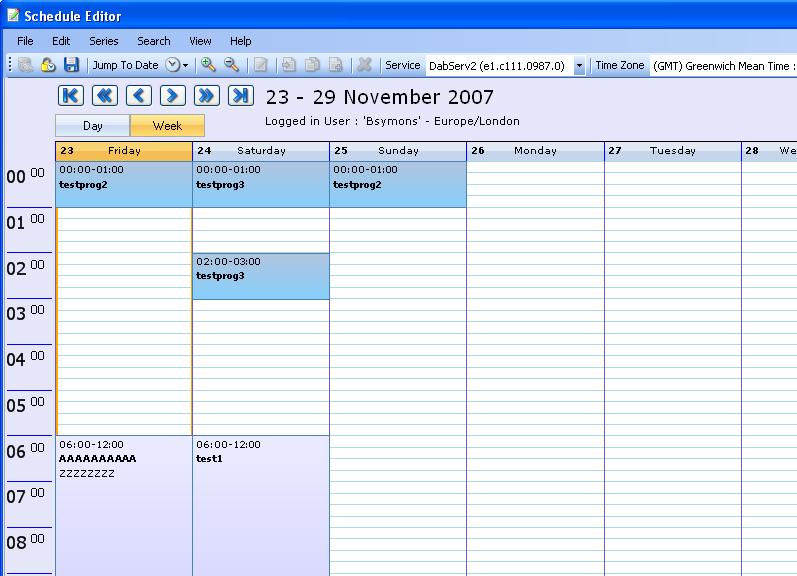 Schedule Editor
File Edit Series Search View Help
Jump To Date Service DabServ2 (e1.c111.0987.0) Time Zone (GMT) Greenwich Mean Time :
23 - 29 November 2007
Day Week
Logged in User : 'Bsymons' - Europe/London
23 Friday 24 Saturday 25 Sunday 26 Monday 27 Tuesday 28 We
00 00
00:00-01:00 00:00-01:00 00:00-01:00
testprog2 testprog3 testprog2
01 00
02 00
02:00-03:00
testprog3
03 00
04 00
05 00
06 00
06:00-12:00 06:00-12:00
AAAAAAAAAA test1
ZZZZZZZZ
07 00
08 00